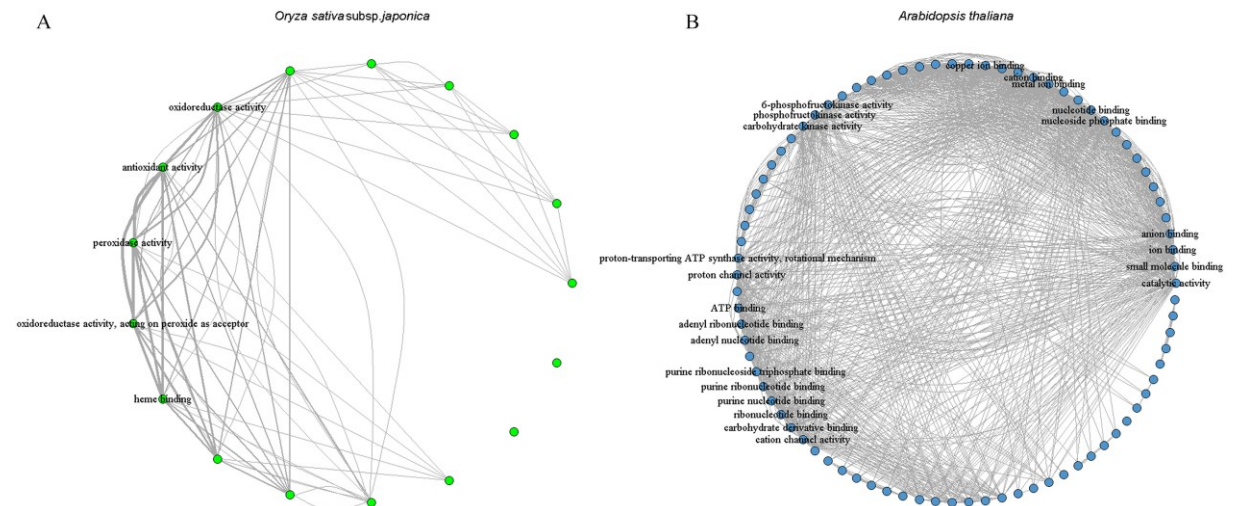 A
Oryza sativa subsp. japonica
oxidoreductase activity
antioxidant activity
peroxidase activity
oxidoreductase activity, acting on peroxide as acceptor
heme binding
B
Arabidopsis thaliana
copper ion binding
cation binding
metal ion binding
6-phosphofructokinase activity
nucleotide binding
phosphofructokinase activity
nucleoside phosphate binding
carbohydrate kinase activity
anion binding
ion binding
proton-transporting ATP synthase activity, rotational mechanism
small molecule binding
proton channel activity
catalytic activity
ATP binding
adenyl ribonucleotide binding
adenyl nucleotide binding
purine ribonucleoside triphosphate binding
purine ribonucleotide binding
purine nucleotide binding
ribonucleotide binding
carbohydrate derivative binding
cation channel activity